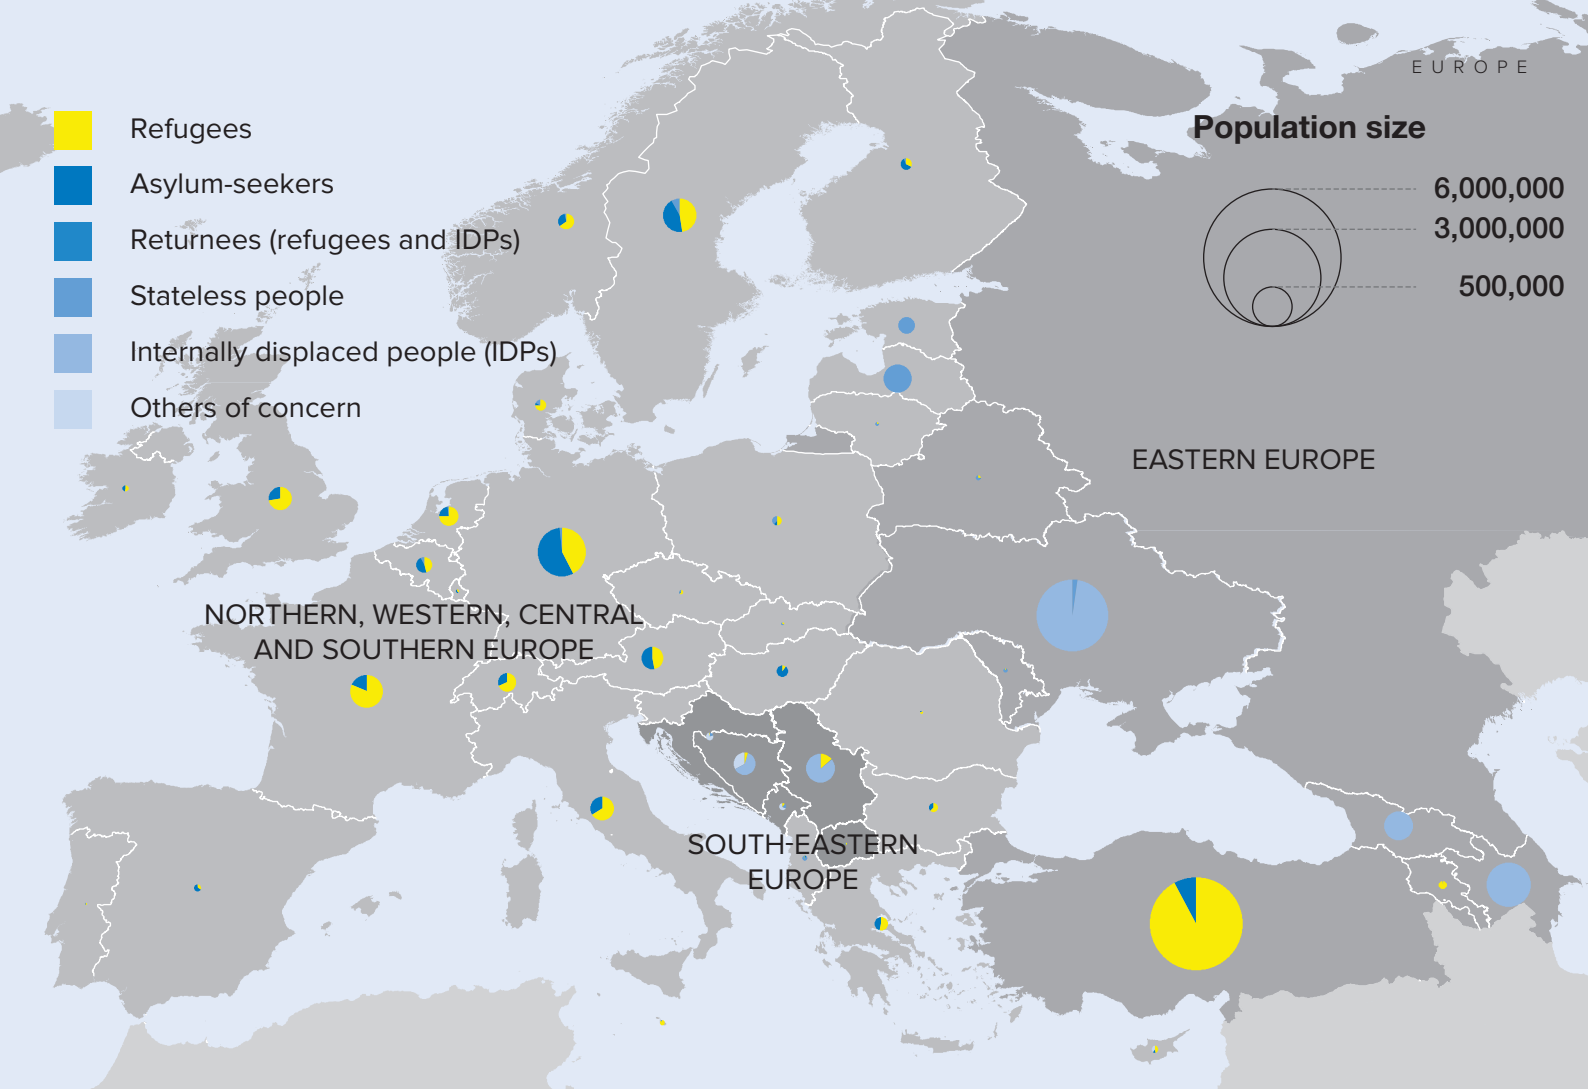 EUROPE
Refugees
Asylum-seekers
Returnees (refugees and IDPs)
Stateless people
Internally displaced people (IDPs)
Others of concern
Population size
6,000,000
3,000,000
500,000
EASTERN EUROPE
NORTHERN, WESTERN, CENTRAL
AND SOUTHERN EUROPE
SOUTH-EASTERN
EUROPE